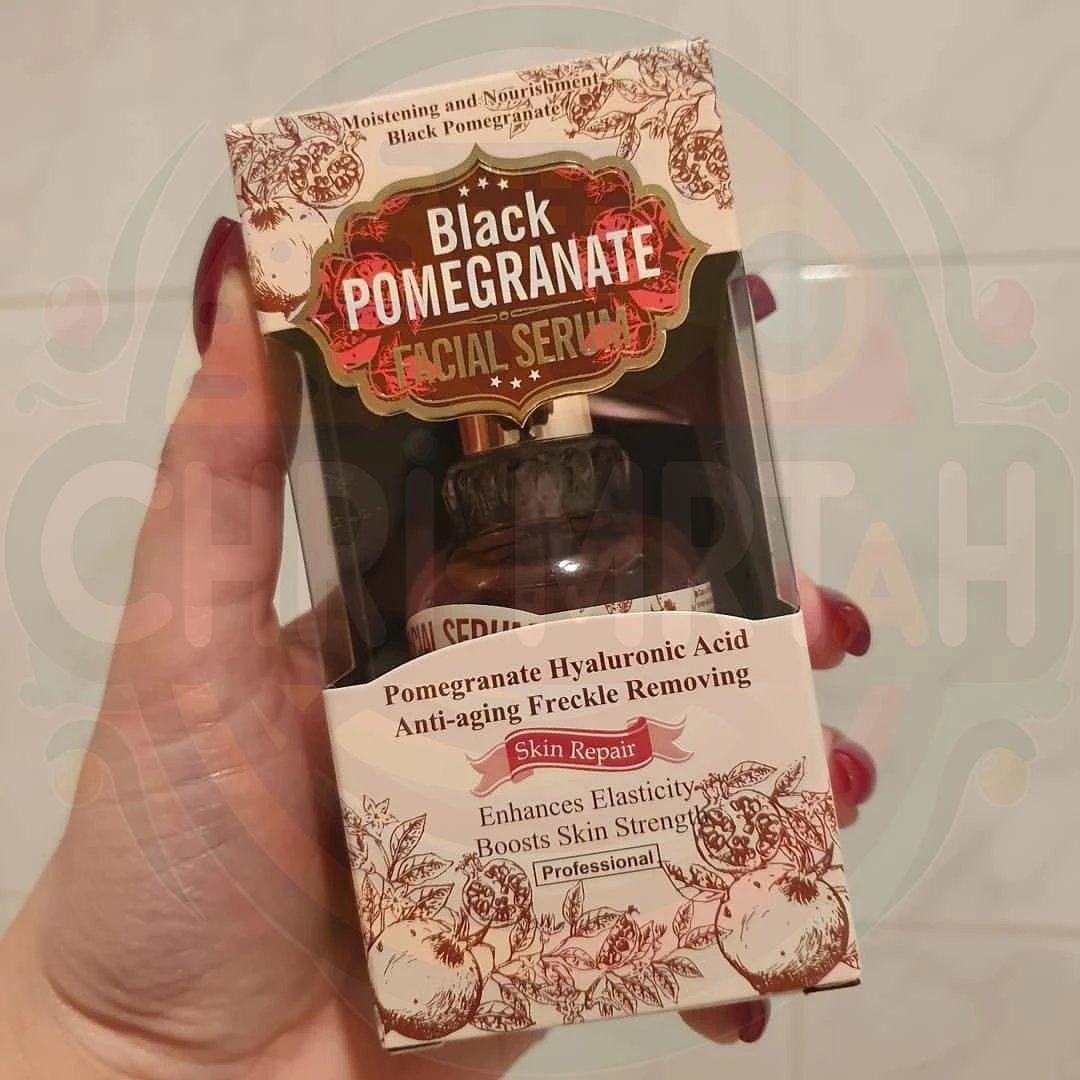 Moistening and Nourishment
Black Pomegranate
Black
POMEGRANATE
FACIAL SERUM
Pomegranate Hyaluronic Acid
Anti-aging Freckle Removing
Skin Repair
Enhances Elasticity
Boosts Skin Strength
Professional